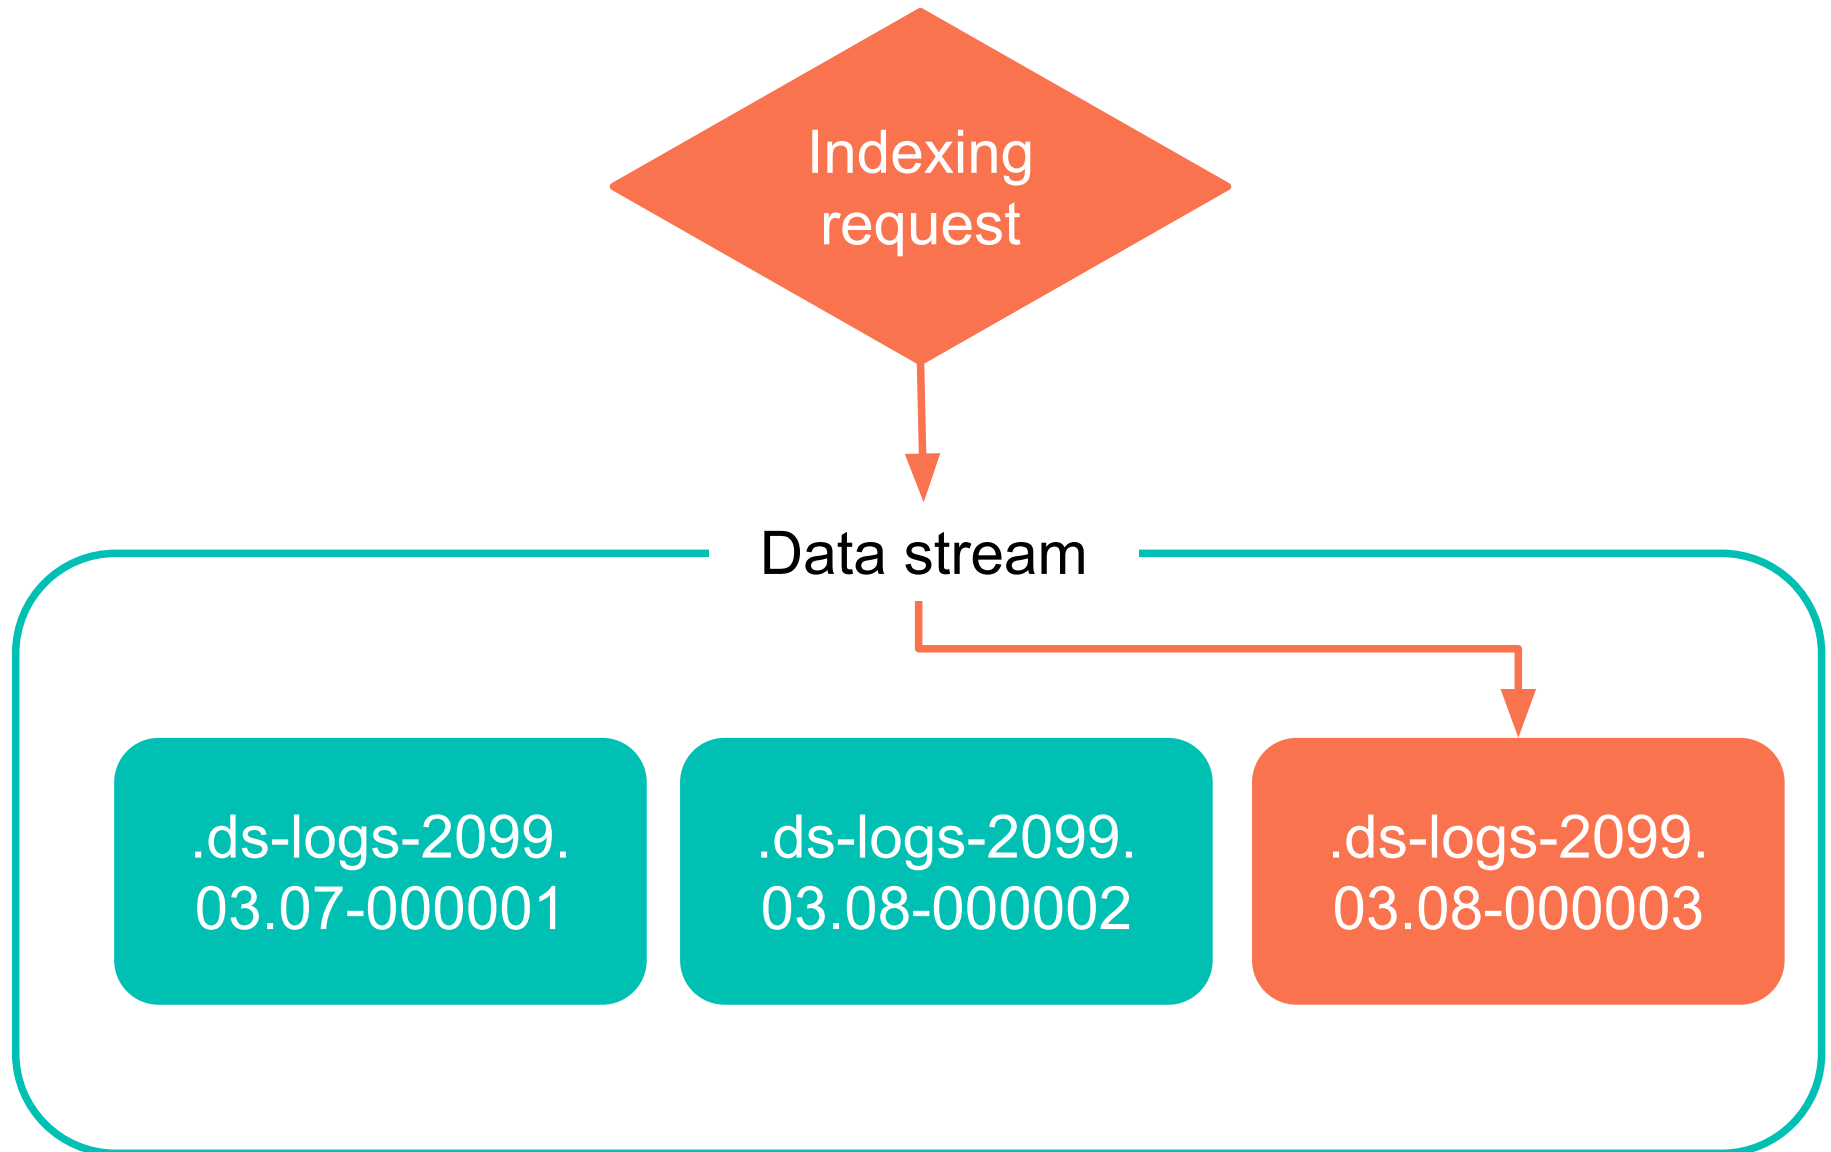 Indexing
request
Data stream
.ds-logs-2099.
03.07-000001
.ds-logs-2099.
03.08-000002
.ds-logs-2099.
03.08-000003